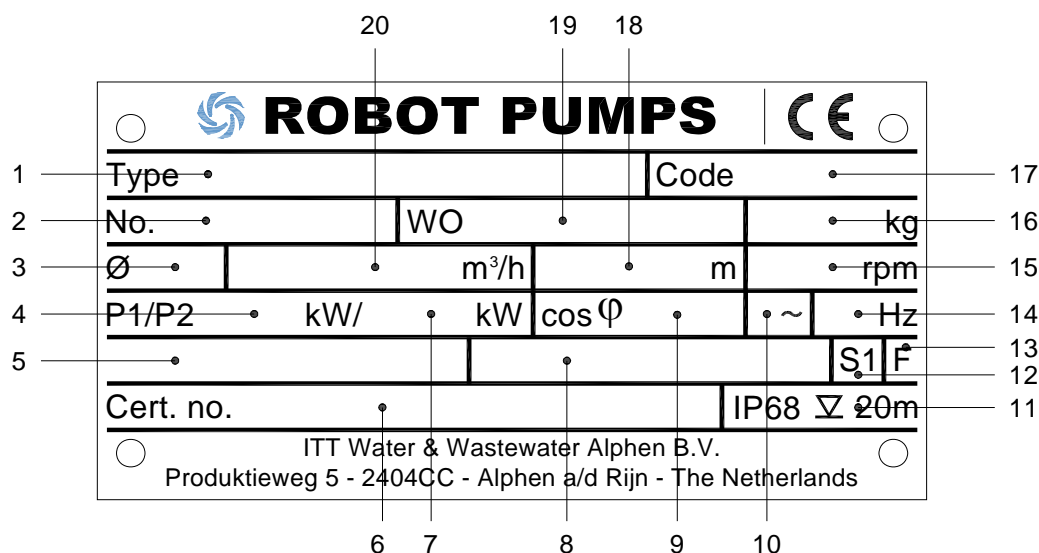 20 19 18
ROBOT PUMPS CE
1 Type Code 17
2 No. WO kg 16
3 Ø m³/h m rpm 15
4 P1/P2 kW/ kW cos φ ~ Hz 14
5 S1 F 13
12
Cert. no. IP68 20m 11
ITT Water & Wastewater Alphen B.V.
Produktieweg 5 - 2404CC - Alphen a/d Rijn - The Netherlands
6 7 8 9 10